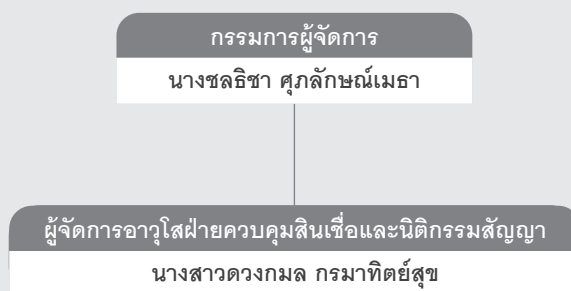 กรรมการผู้จัดการ
นางชลธิชา ศุภลักษณ์เมธา
ผู้จัดการอาวุโสฝ่ายควบคุมสินเชื่อและนิติกรรมสัญญา
นางสาวดวงกมล กรมาทิตย์สุข